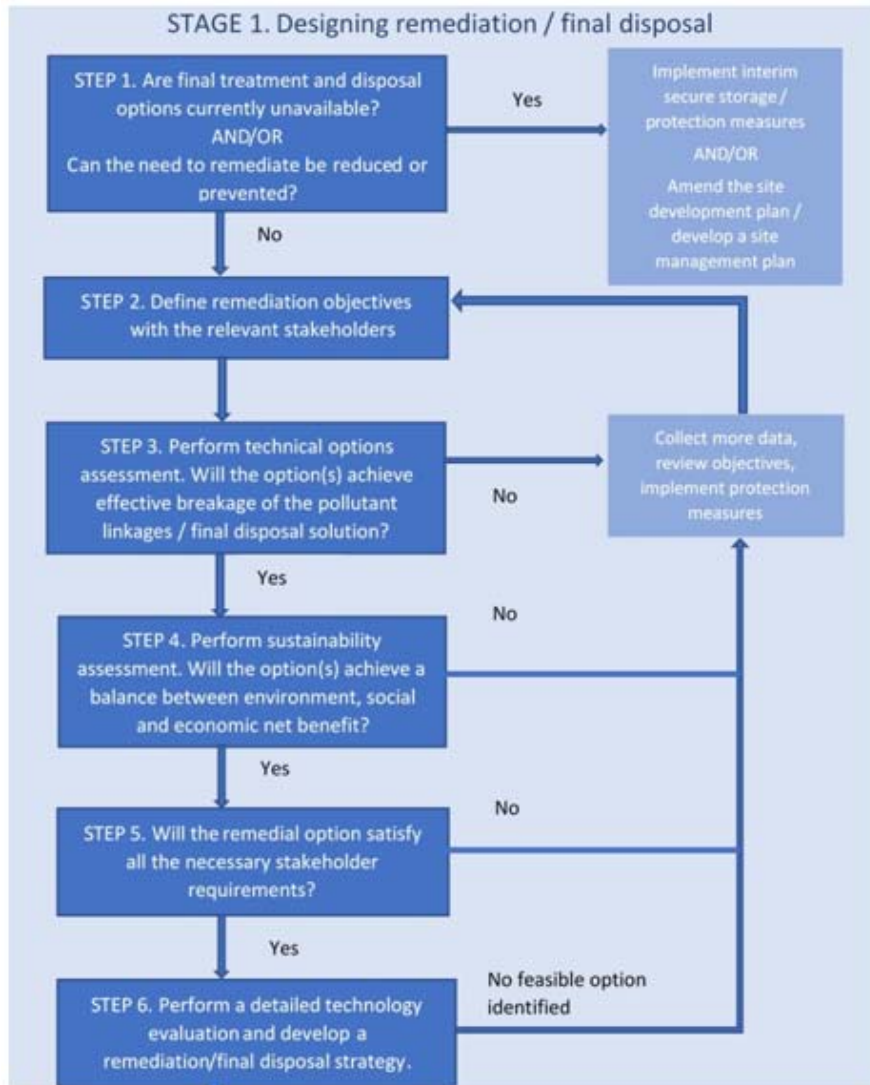 STAGE 1. Designing remediation / final disposal
STEP 1. Are final treatment and disposal
options currently unavailable?
AND/OR
Can the need to remediate be reduced or
prevented?
Yes
Implement interim
secure storage /
protection measures
AND/OR
Amend the site
development plan /
develop a site
management plan
No
STEP 2. Define remediation objectives
with the relevant stakeholders
STEP 3. Perform technical options
assessment. Will the option(s) achieve
effective breakage of the pollutant
linkages / final disposal solution?
No
Collect more data,
review objectives,
implement protection
measures
Yes
STEP 4. Perform sustainability
assessment. Will the option(s) achieve a
balance between environment, social
and economic net benefit?
No
Yes
STEP 5. Will the remedial option satisfy
all the necessary stakeholder
requirements?
No
Yes
STEP 6. Perform a detailed technology
evaluation and develop a
remediation/final disposal strategy.
No feasible option
identified